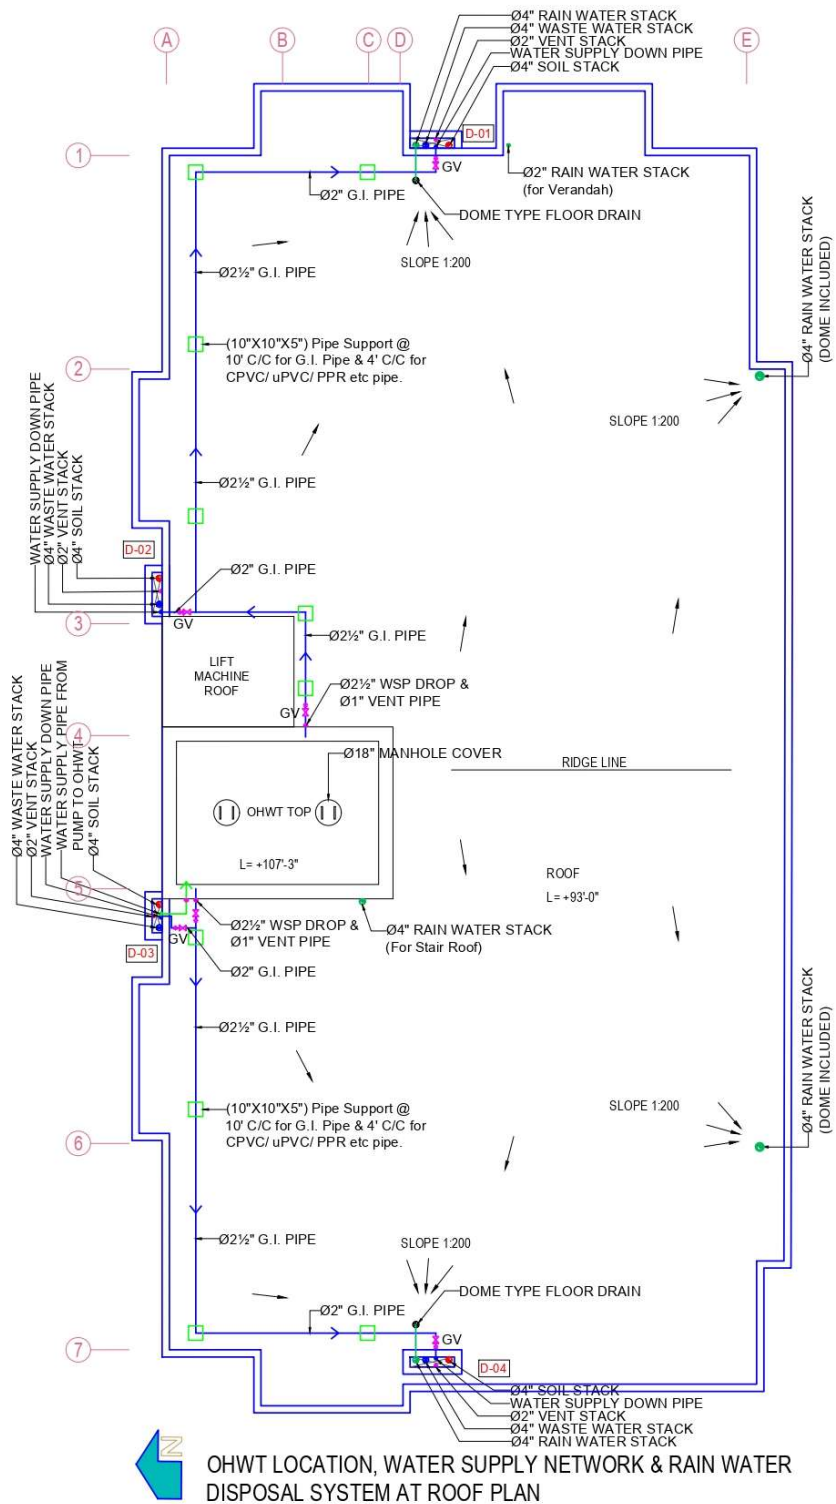 A
B
C
D
E
Ø4" RAIN WATER STACK
Ø4" WASTE WATER STACK
Ø2" VENT STACK
WATER SUPPLY DOWN PIPE
Ø4" SOIL STACK
D-01
1
GV
Ø2" RAIN WATER STACK
(for Verandah)
Ø2" G.I. PIPE
DOME TYPE FLOOR DRAIN
SLOPE 1:200
Ø2½" G.I. PIPE
Ø4" RAIN WATER STACK
(DOME INCLUDED)
(10"X10"X5") Pipe Support @
10' C/C for G.I. Pipe & 4' C/C for
CPVC/ uPVC/ PPR etc pipe.
2
SLOPE 1:200
Ø2½" G.I. PIPE
WATER SUPPLY DOWN PIPE
Ø4" WASTE WATER STACK
Ø2" VENT STACK
Ø4" SOIL STACK
D-02
Ø2" G.I. PIPE
3
GV
Ø2½" G.I. PIPE
LIFT
MACHINE
ROOF
Ø2½" WSP DROP &
Ø1" VENT PIPE
GV
4
Ø18" MANHOLE COVER
RIDGE LINE
Ø4" WASTE WATER STACK
Ø2" VENT STACK
WATER SUPPLY DOWN PIPE
WATER SUPPLY PIPE FROM
PUMP TO OHWT
Ø4" SOIL STACK
OHWT TOP
L= +107'-3"
ROOF
L= +93'-0"
5
Ø2½" WSP DROP &
Ø1" VENT PIPE
Ø4" RAIN WATER STACK
(For Stair Roof)
GV
D-03
Ø2" G.I. PIPE
Ø2½" G.I. PIPE
Ø4" RAIN WATER STACK
(DOME INCLUDED)
(10"X10"X5") Pipe Support @
10' C/C for G.I. Pipe & 4' C/C for
CPVC/ uPVC/ PPR etc pipe.
SLOPE 1:200
6
Ø2½" G.I. PIPE
SLOPE 1:200
DOME TYPE FLOOR DRAIN
Ø2" G.I. PIPE
GV
7
D-04
Ø4" SOIL STACK
WATER SUPPLY DOWN PIPE
Ø2" VENT STACK
Ø4" WASTE WATER STACK
Ø4" RAIN WATER STACK
N
OHWT LOCATION, WATER SUPPLY NETWORK & RAIN WATER
DISPOSAL SYSTEM AT ROOF PLAN